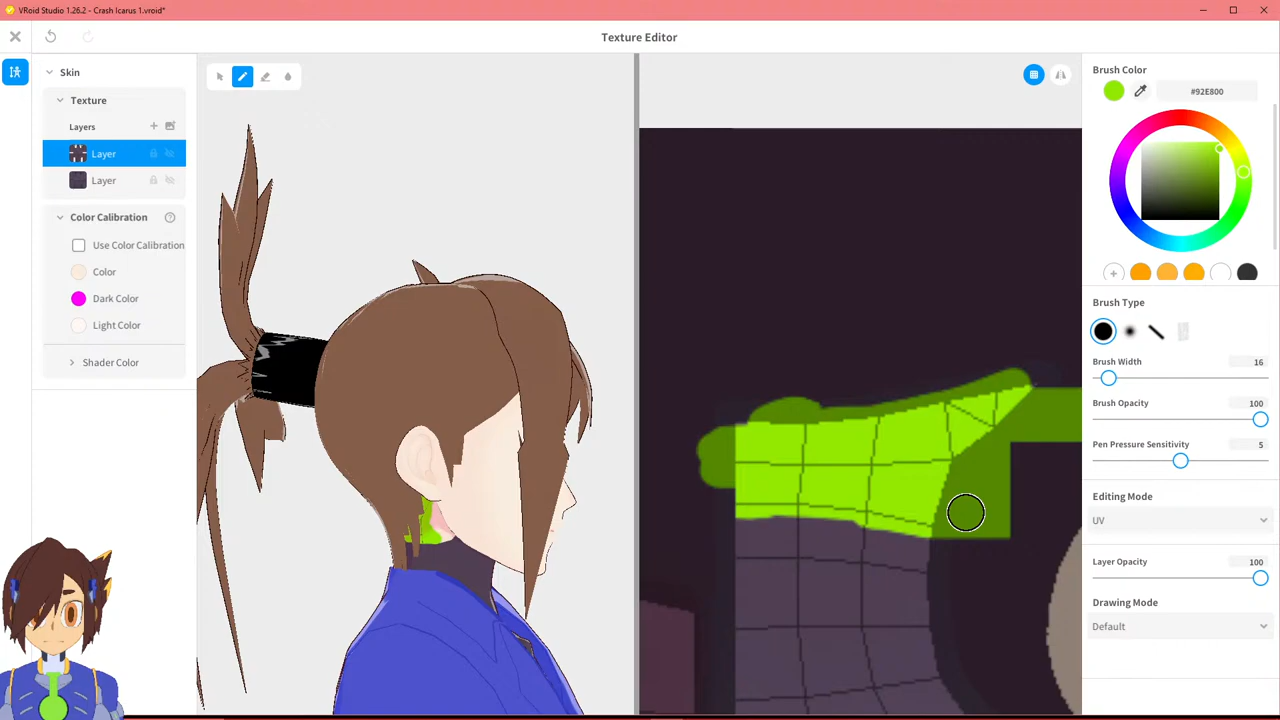 VRoid Studio 1.26.2 - Crash Icarus 1.vroid*
Texture Editor
Skin
Texture
Layers
Layer
Layer
Color Calibration
Use Color Calibration
Color
Dark Color
Light Color
Shader Color
Brush Color
#92E800
Brush Type
Brush Width
16
Brush Opacity
100
Pen Pressure Sensitivity
5
Editing Mode
UV
Layer Opacity
100
Drawing Mode
Default